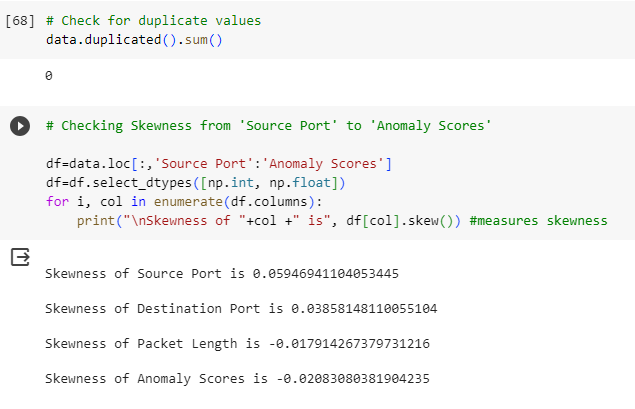 [68] # Check for duplicate values
data.duplicated().sum()
0
# Checking Skewness from 'Source Port' to 'Anomaly Scores'
df=data.loc[:,'Source Port':'Anomaly Scores']
df=df.select_dtypes([np.int, np.float])
for i, col in enumerate(df.columns):
    print("\nSkewness of "+col +" is", df[col].skew()) #measures skewness
Skewness of Source Port is 0.05946941104053445
Skewness of Destination Port is 0.03858148110055104
Skewness of Packet Length is -0.017914267379731216
Skewness of Anomaly Scores is -0.02083080381904235